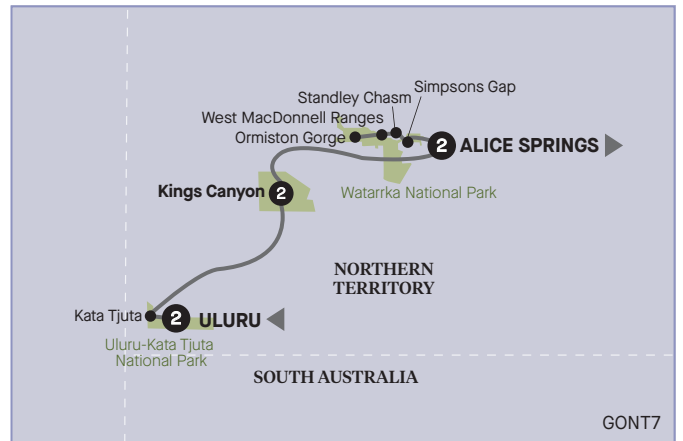 Simpsons Gap
Standley Chasm
West MacDonnell Ranges
Ormiston Gorge
2 ALICE SPRINGS
Kings Canyon 2
Watarrka National Park
NORTHERN
TERRITORY
Kata Tjuta
2 ULURU
Uluru-Kata Tjuta
National Park
SOUTH AUSTRALIA
GONT7